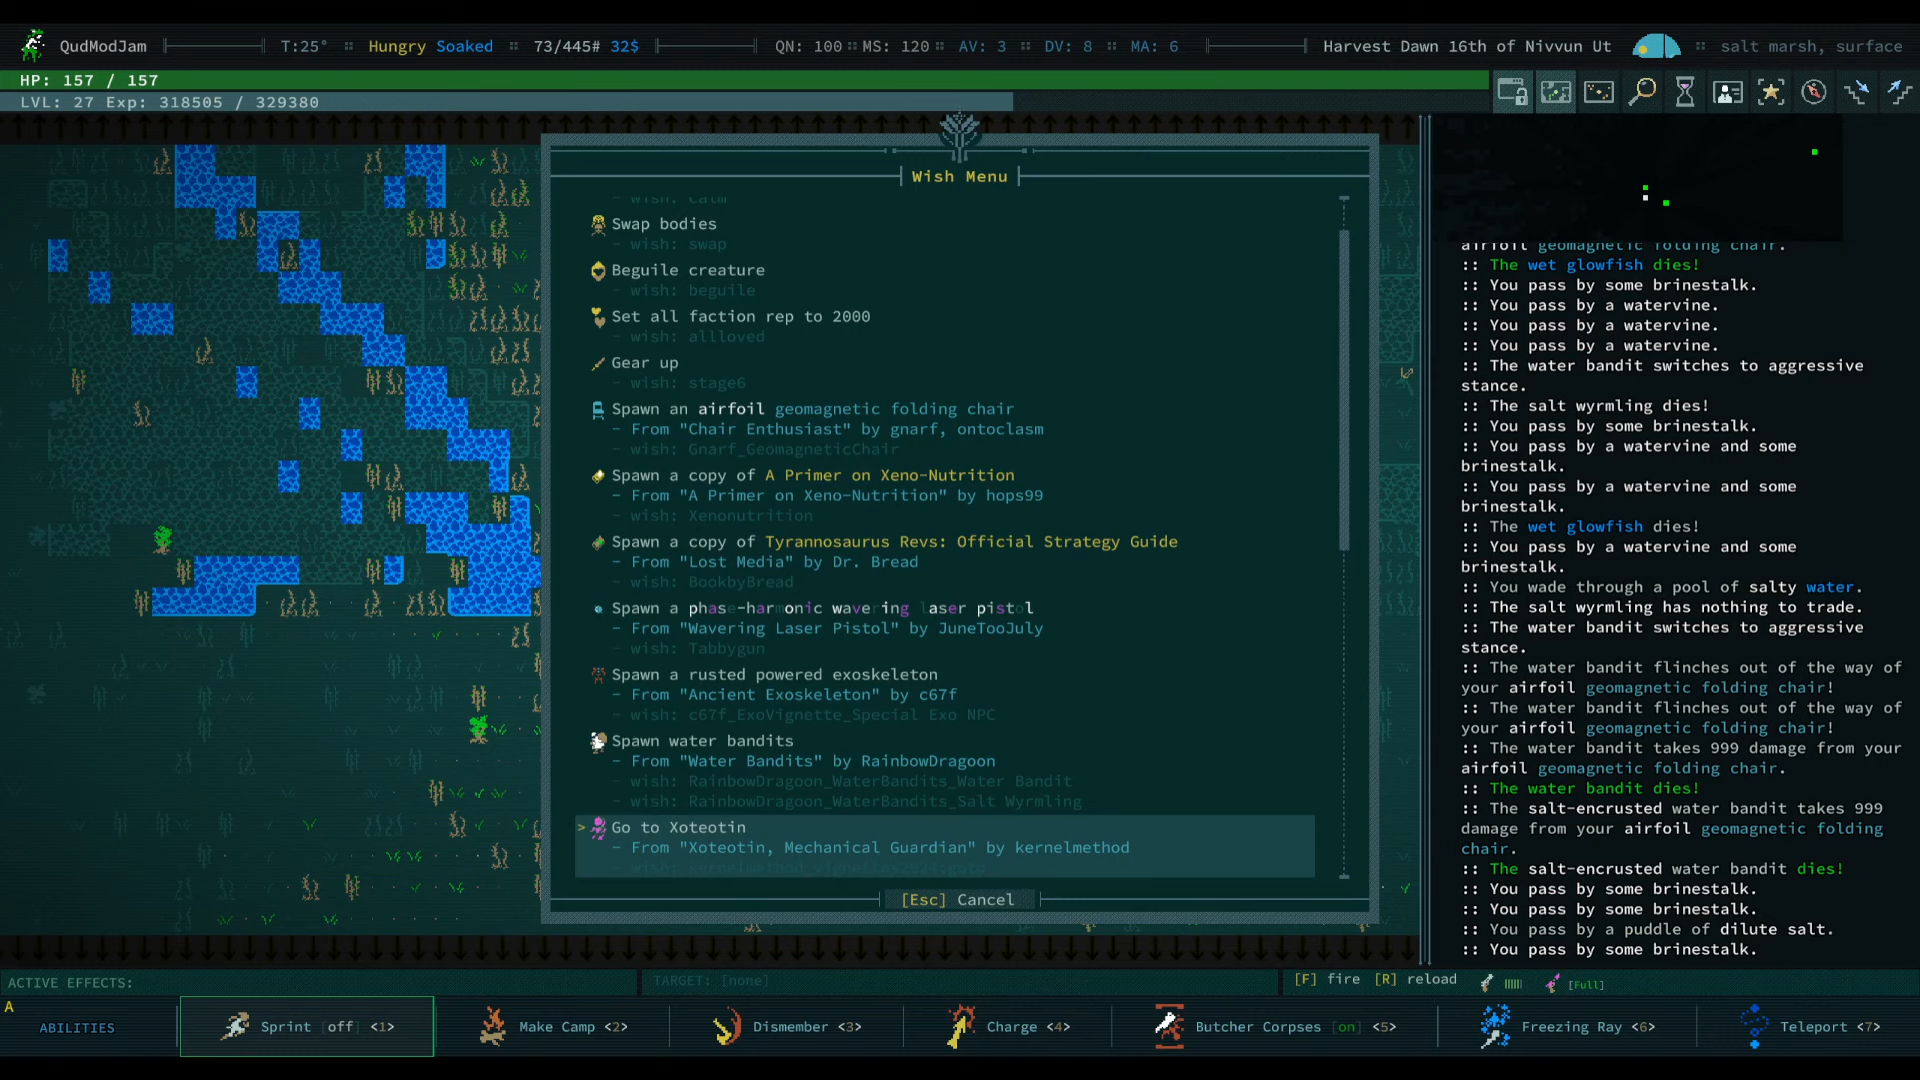 QudModJam T:25° Hungry Soaked 73/445# 32$ QN: 100 MS: 120 AV: 3 DV: 8 MA: 6 Harvest Dawn 16th of Nivvun Ut salt marsh, surface
HP: 157 / 157
LVL: 27 Exp: 318505 / 329380
Wish Menu
- wish: calm
Swap bodies
- wish: swap
Beguile creature
- wish: beguile
Set all faction rep to 2000
- wish: allloved
Gear up
- wish: stage6
Spawn an airfoil geomagnetic folding chair
- From "Chair Enthusiast" by gnarf, ontoclasm
- wish: Gnarf_GeomagneticChair
Spawn a copy of A Primer on Xeno-Nutrition
- From "A Primer on Xeno-Nutrition" by hops99
- wish: Xenonutrition
Spawn a copy of Tyrannosaurus Revs: Official Strategy Guide
- From "Lost Media" by Dr. Bread
- wish: BookbyBread
Spawn a phase-harmonic wavering laser pistol
- From "Wavering Laser Pistol" by JuneTooJuly
- wish: Tabbygun
Spawn a rusted powered exoskeleton
- From "Ancient Exoskeleton" by c67f
- wish: c67f_ExoVignette_Special Exo NPC
Spawn water bandits
- From "Water Bandits" by RainbowDragoon
- wish: RainbowDragoon_WaterBandits_Water Bandit
- wish: RainbowDragoon_WaterBandits_Salt Wyrmling
> Go to Xoteotin
- From "Xoteotin, Mechanical Guardian" by kernelmethod
- wish: kernelmethod_vignettes2024:goto
[Esc] Cancel
airfoil geomagnetic folding chair.
:: The wet glowfish dies!
:: You pass by some brinestalk.
:: You pass by a watervine.
:: You pass by a watervine.
:: You pass by a watervine.
:: The water bandit switches to aggressive
stance.
:: The salt wyrmling dies!
:: You pass by some brinestalk.
:: You pass by a watervine and some
brinestalk.
:: You pass by a watervine and some
brinestalk.
:: The wet glowfish dies!
:: You pass by a watervine and some
brinestalk.
:: You wade through a pool of salty water.
:: The salt wyrmling has nothing to trade.
:: The water bandit switches to aggressive
stance.
:: The water bandit flinches out of the way of
your airfoil geomagnetic folding chair!
:: The water bandit flinches out of the way of
your airfoil geomagnetic folding chair!
:: The water bandit takes 999 damage from your
airfoil geomagnetic folding chair.
:: The water bandit dies!
:: The salt-encrusted water bandit takes 999
damage from your airfoil geomagnetic folding
chair.
:: The salt-encrusted water bandit dies!
:: You pass by some brinestalk.
:: You pass by some brinestalk.
:: You pass by a puddle of dilute salt.
:: You pass by some brinestalk.
ACTIVE EFFECTS: TARGET: [none] [F] fire [R] reload [Full]
A
ABILITIES Sprint [off] <1> Make Camp <2> Dismember <3> Charge <4> Butcher Corpses [on] <5> Freezing Ray <6> Teleport <7>